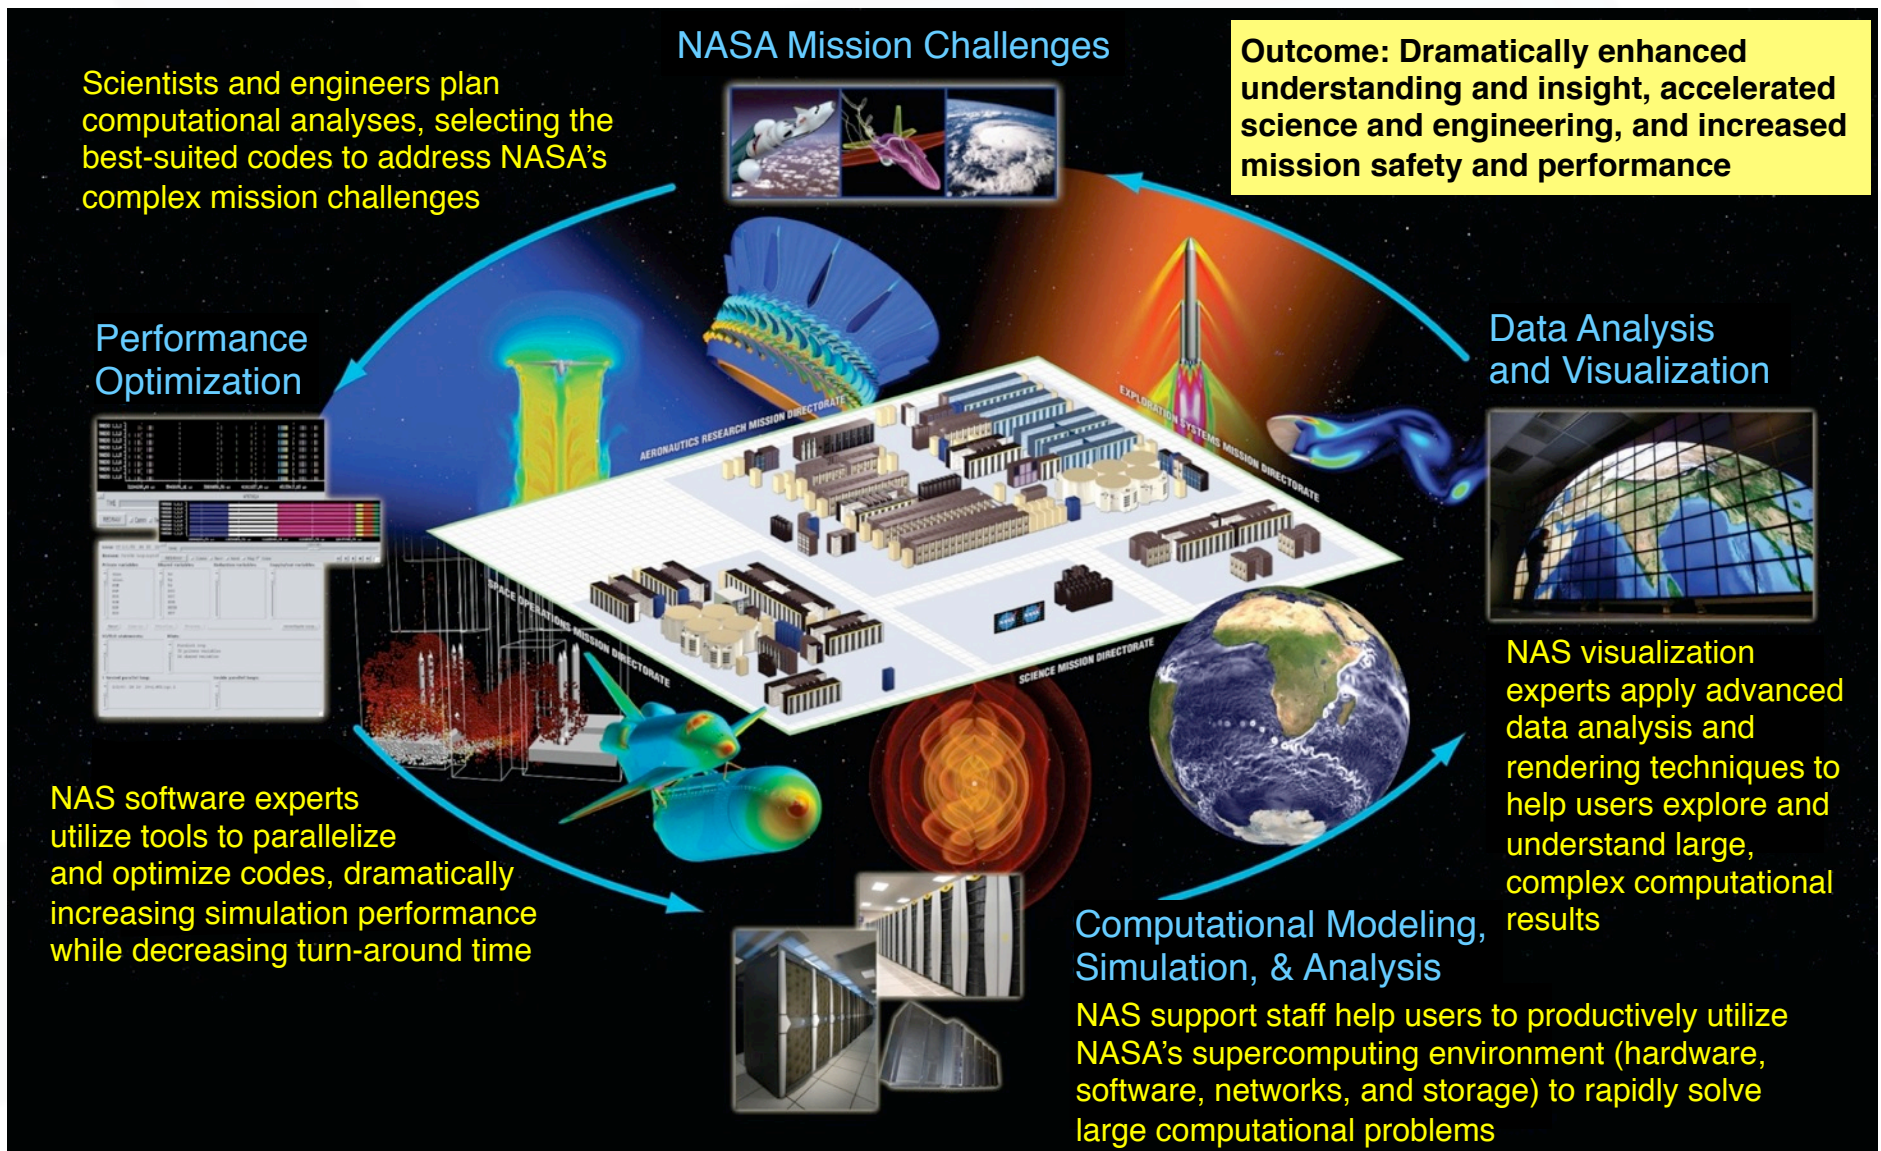 NASA Mission Challenges
Outcome: Dramatically enhanced
understanding and insight, accelerated
science and engineering, and increased
mission safety and performance
Scientists and engineers plan
computational analyses, selecting the
best-suited codes to address NASA's
complex mission challenges
Performance
Optimization
Data Analysis
and Visualization
AERONAUTICS RESEARCH MISSION DIRECTORATE
EXPLORATION SYSTEMS MISSION DIRECTORATE
SPACE OPERATIONS MISSION DIRECTORATE
SCIENCE MISSION DIRECTORATE
NAS visualization
experts apply advanced
data analysis and
rendering techniques to
help users explore and
understand large,
complex computational
results
NAS software experts
utilize tools to parallelize
and optimize codes, dramatically
increasing simulation performance
while decreasing turn-around time
Computational Modeling,
Simulation, & Analysis
NAS support staff help users to productively utilize
NASA's supercomputing environment (hardware,
software, networks, and storage) to rapidly solve
large computational problems